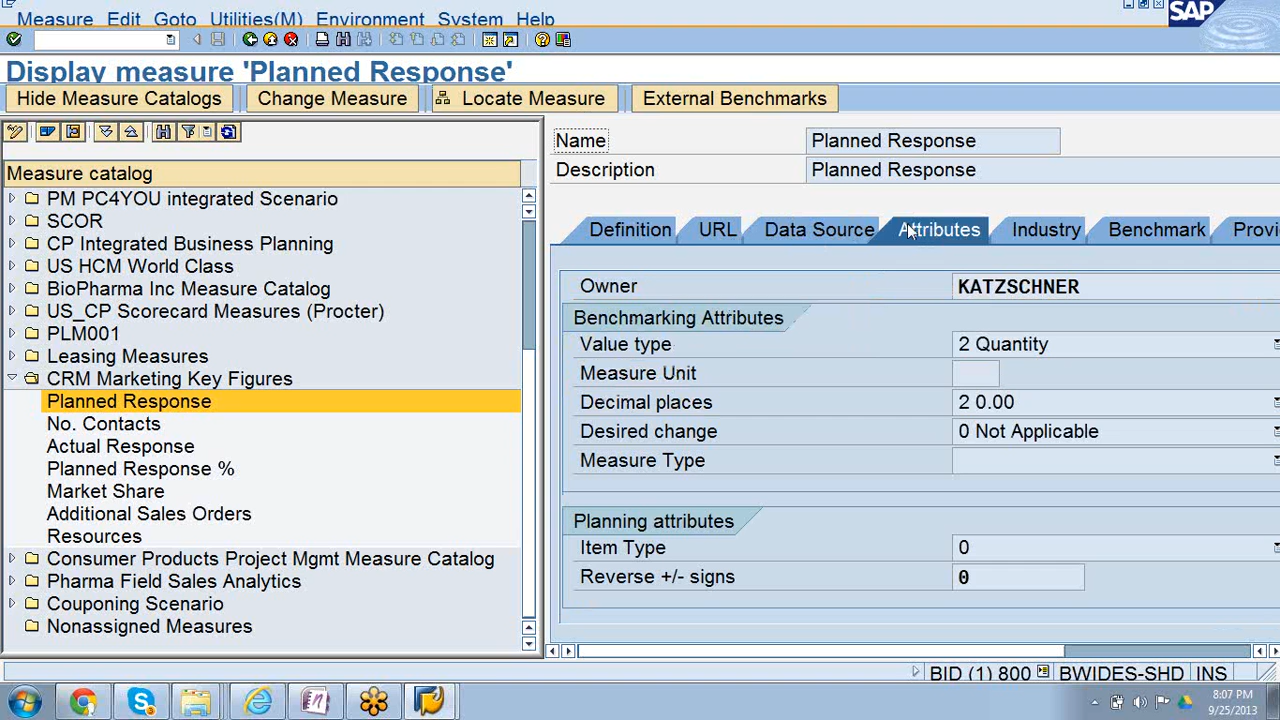 Measure Edit Goto Utilities(M) Environment System Help
SAP
Display measure 'Planned Response'
Hide Measure Catalogs Change Measure Locate Measure External Benchmarks
Measure catalog
PM PC4YOU integrated Scenario
SCOR
CP Integrated Business Planning
US HCM World Class
BioPharma Inc Measure Catalog
US_CP Scorecard Measures (Procter)
PLM001
Leasing Measures
CRM Marketing Key Figures
Planned Response
No. Contacts
Actual Response
Planned Response %
Market Share
Additional Sales Orders
Resources
Consumer Products Project Mgmt Measure Catalog
Pharma Field Sales Analytics
Couponing Scenario
Nonassigned Measures
Name Planned Response
Description Planned Response
Definition URL Data Source Attributes Industry Benchmark Provi
Owner KATZSCHNER
Benchmarking Attributes
Value type 2 Quantity
Measure Unit
Decimal places 2 0.00
Desired change 0 Not Applicable
Measure Type
Planning attributes
Item Type 0
Reverse +/- signs 0
BID (1) 800 BWIDES-SHD INS
8:07 PM
9/25/2013